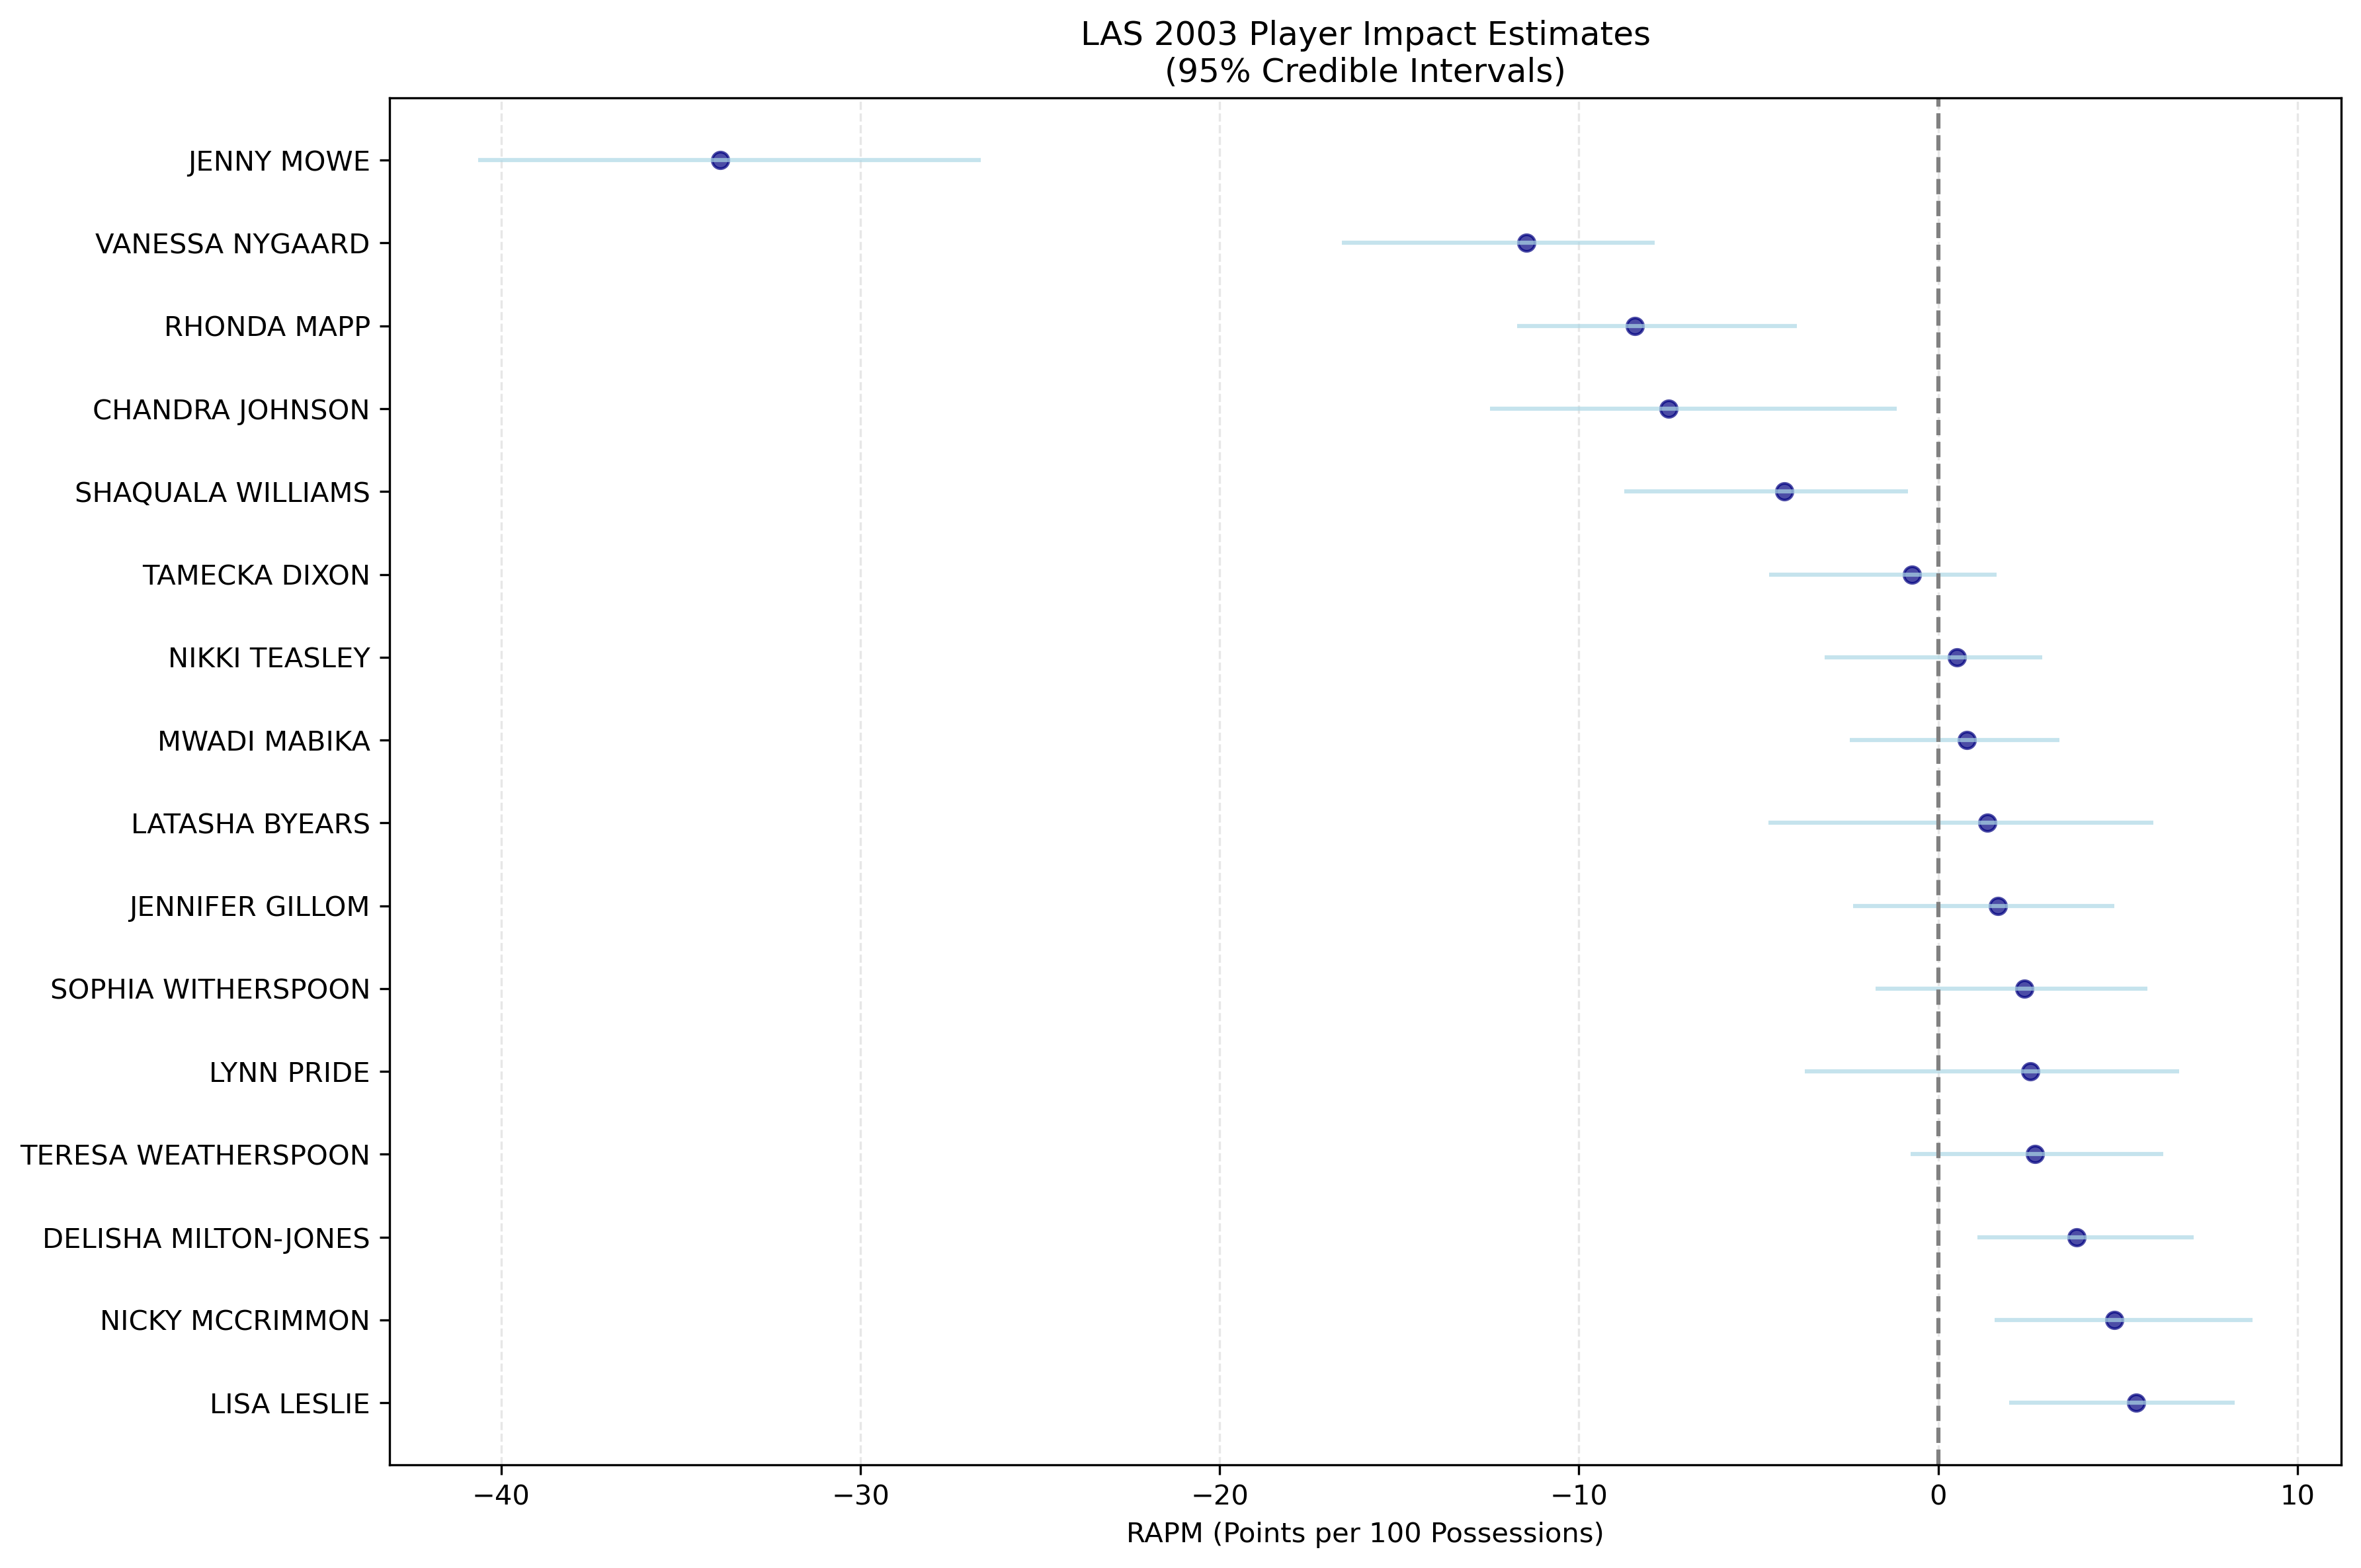 LAS 2003 Player Impact Estimates
(95% Credible Intervals)
JENNY MOWE
VANESSA NYGAARD
RHONDA MAPP
CHANDRA JOHNSON
SHAQUALA WILLIAMS
TAMECKA DIXON
NIKKI TEASLEY
MWADI MABIKA
LATASHA BYEARS
JENNIFER GILLOM
SOPHIA WITHERSPOON
LYNN PRIDE
TERESA WEATHERSPOON
DELISHA MILTON-JONES
NICKY MCCRIMMON
LISA LESLIE
−40 −30 −20 −10 0 10
RAPM (Points per 100 Possessions)